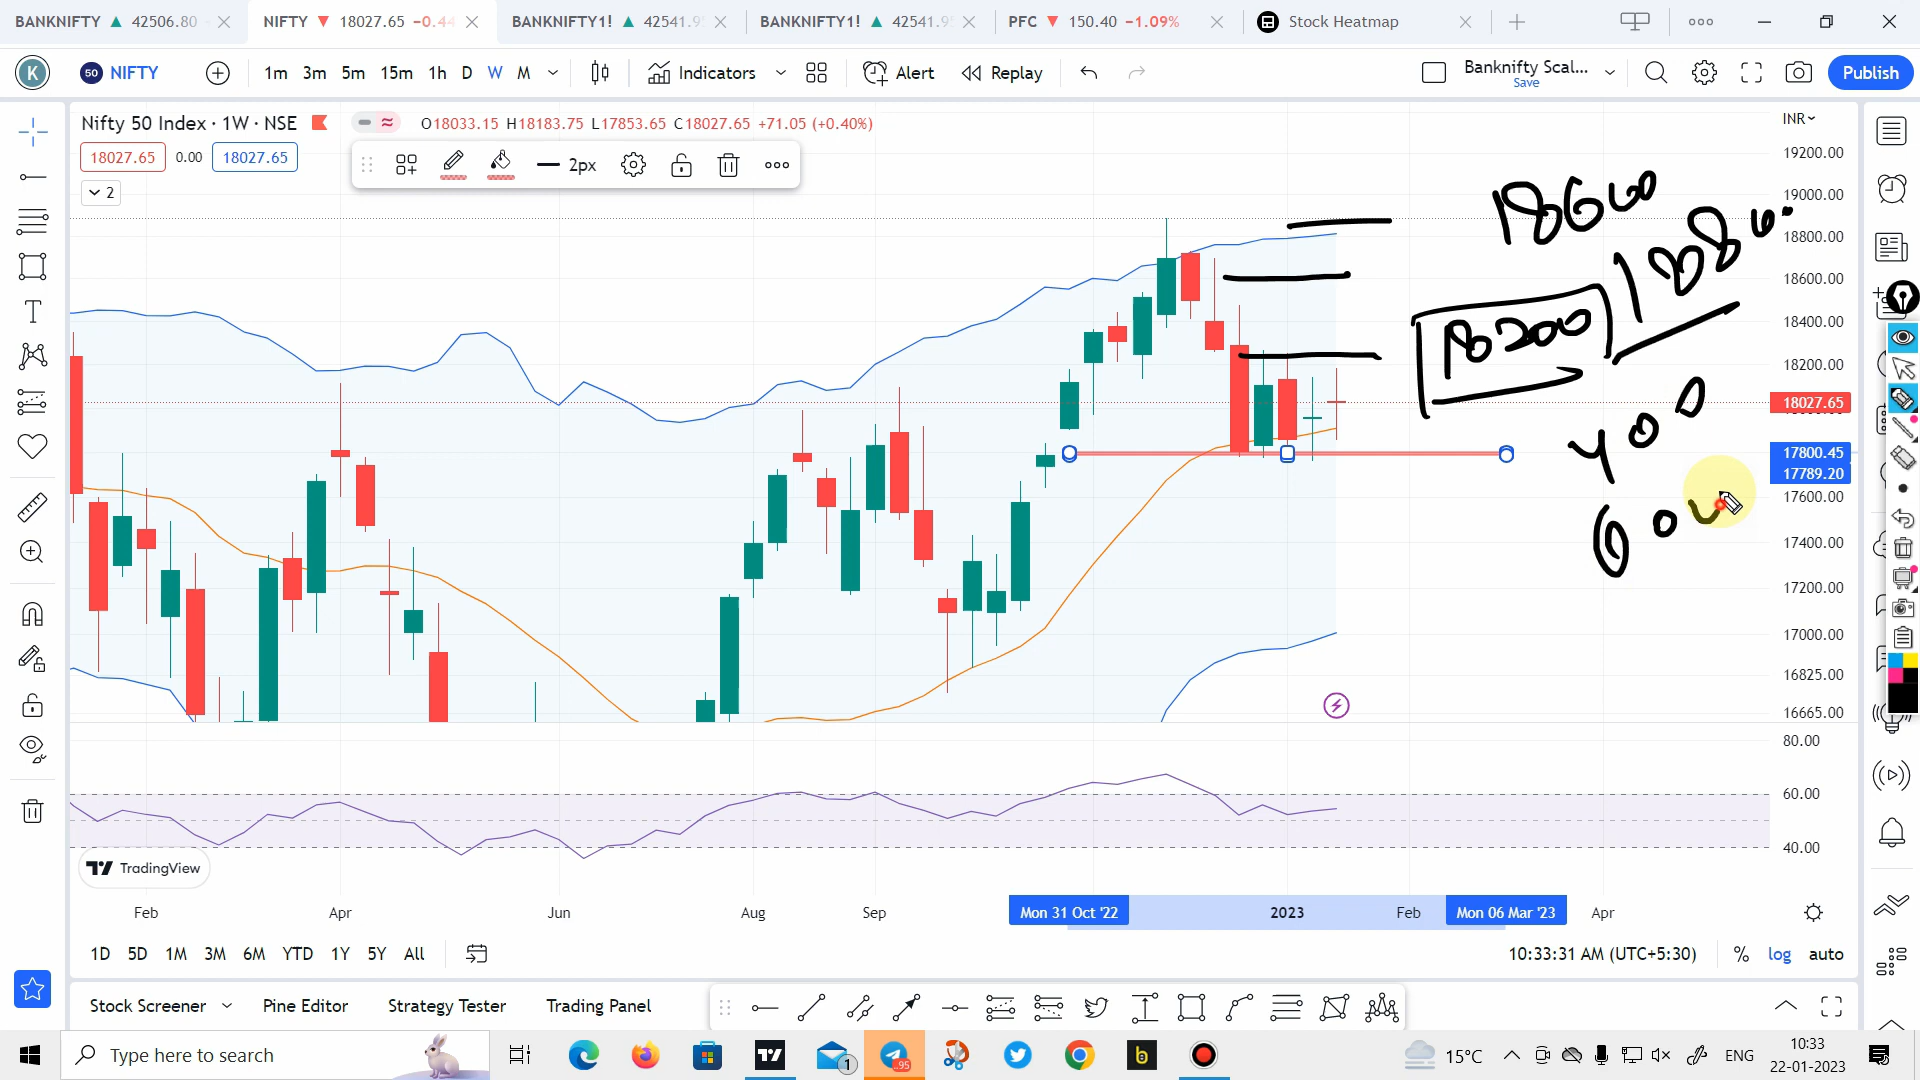 BANKNIFTY ▲ 42506.80
NIFTY ▼ 18027.65 −0.44
BANKNIFTY1! ▲ 42541.9
BANKNIFTY1! ▲ 42541.95
PFC ▼ 150.40 −1.09%
Stock Heatmap
K
50 NIFTY
1m 3m 5m 15m 1h D W M
Indicators
Alert
Replay
Banknifty Scal...
Save
Publish
Nifty 50 Index · 1W · NSE
O18033.15 H18183.75 L17853.65 C18027.65 +71.05 (+0.40%)
INR
18027.65 0.00 18027.65
2px
2
19200.00
19000.00
18800.00
18600.00
18400.00
18200.00
18027.65
17800.45
17789.20
17600.00
17400.00
17200.00
17000.00
16825.00
16665.00
80.00
60.00
40.00
18600
18800
18200
400
600
TradingView
Feb Apr Jun Aug Sep Mon 31 Oct '22 2023 Feb Mon 06 Mar '23 Apr
1D 5D 1M 3M 6M YTD 1Y 5Y All
10:33:31 AM (UTC+5:30)
% log auto
Stock Screener
Pine Editor
Strategy Tester
Trading Panel
Type here to search
1
95
b
15°C
ENG
10:33
22-01-2023